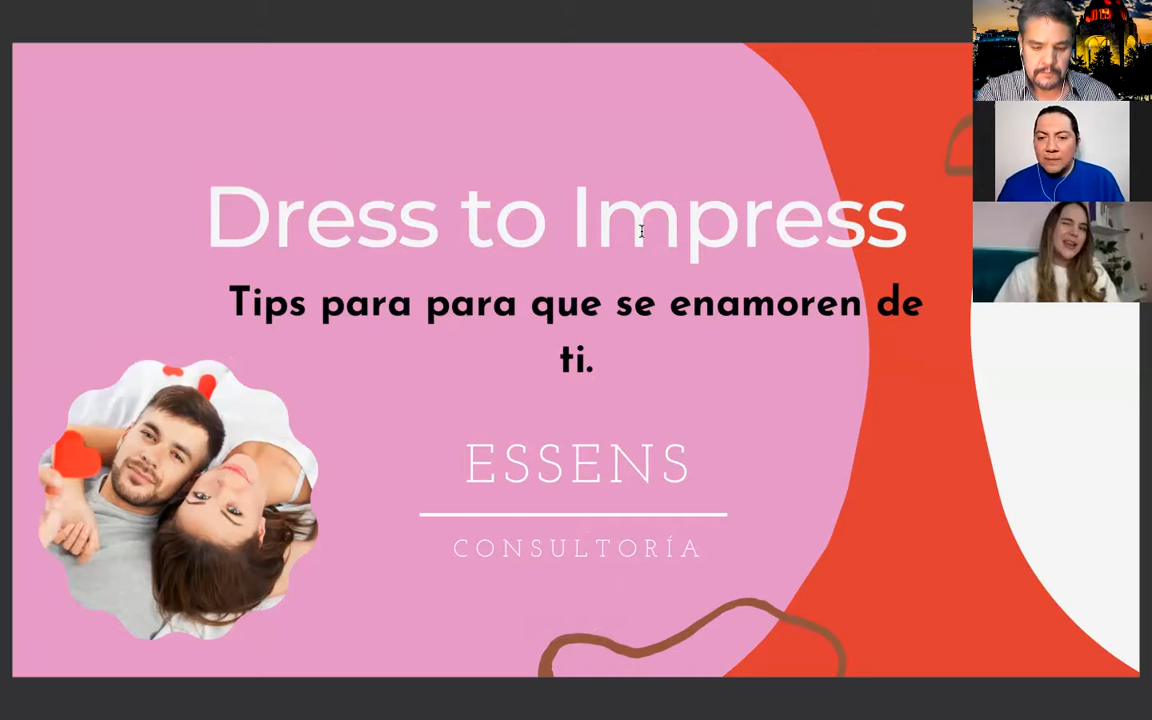 Dress to Impress
Tips para para que se enamoren de
ti.
ESSENS
CONSULTORÍA